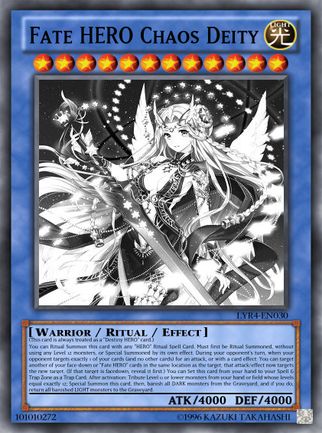 Fate HERO Chaos Deity
LIGHT
光
LYR4-EN030
[ Warrior / Ritual / Effect ]
(This card is always treated as a "Destiny HERO" card.)
You can Ritual Summon this card with any "HERO" Ritual Spell Card. Must first be Ritual Summoned, without
using any Level 12 monsters, or Special Summoned by its own effect. During your opponent's turn, when your
opponent targets exactly 1 of your cards (and no other cards) for an attack, or with a card effect: You can target
another of your face-down or "Fate HERO" cards in the same location as the target, that attack/effect now targets
the new target. (If that target is facedown, reveal it first.) You can Set this card from your hand to your Spell &
Trap Zone as a Trap Card. After activation: Tribute Level 11 or lower monsters from your hand or field whose levels
equal exactly 12; Special Summon this card, then, banish all DARK monsters from the Graveyard, and if you do,
return all banished LIGHT monsters to the Graveyard.
ATK/4000 DEF/4000
101010272
©1996 KAZUKI TAKAHASHI